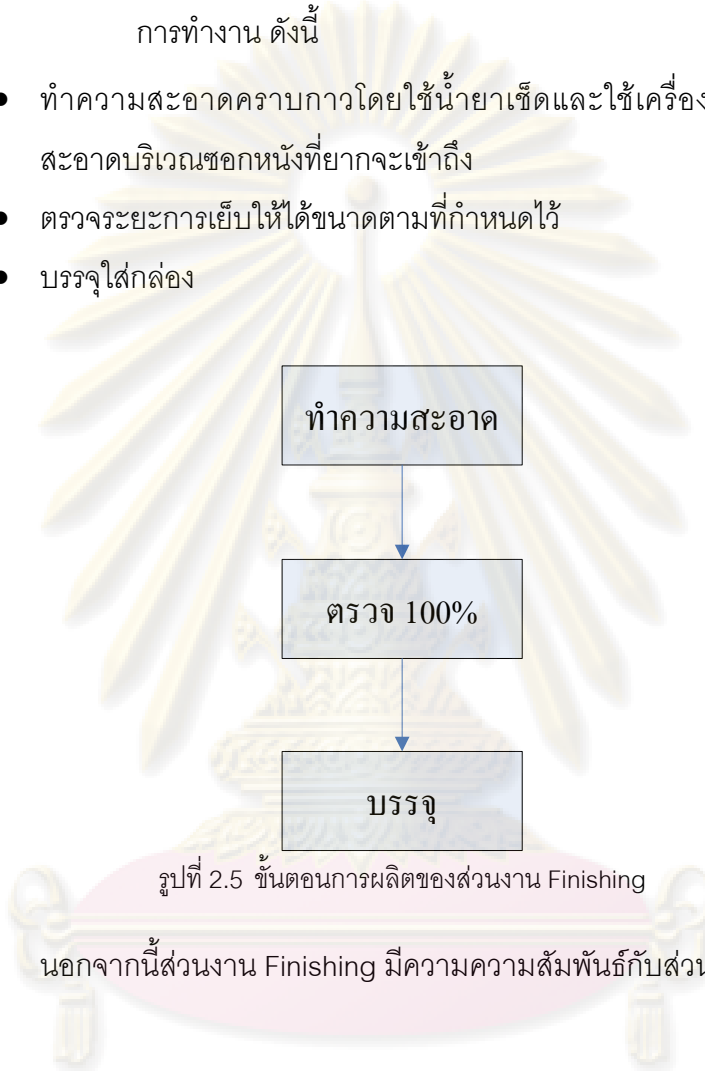 การทำงาน ดังนี้
• ทำความสะอาดคราบกาวโดยใช้น้ำยาเช็ดและใช้เครื่อง
สะอาดบริเวณซอกหนังที่ยากจะเข้าถึง
• ตรวจระยะการเย็บให้ได้ขนาดตามที่กำหนดไว้
• บรรจุใส่กล่อง
ทำความสะอาด
ตรวจ 100%
บรรจุ
รูปที่ 2.5 ขั้นตอนการผลิตของส่วนงาน Finishing
นอกจากนี้ส่วนงาน Finishing มีความความสัมพันธ์กับส่วน